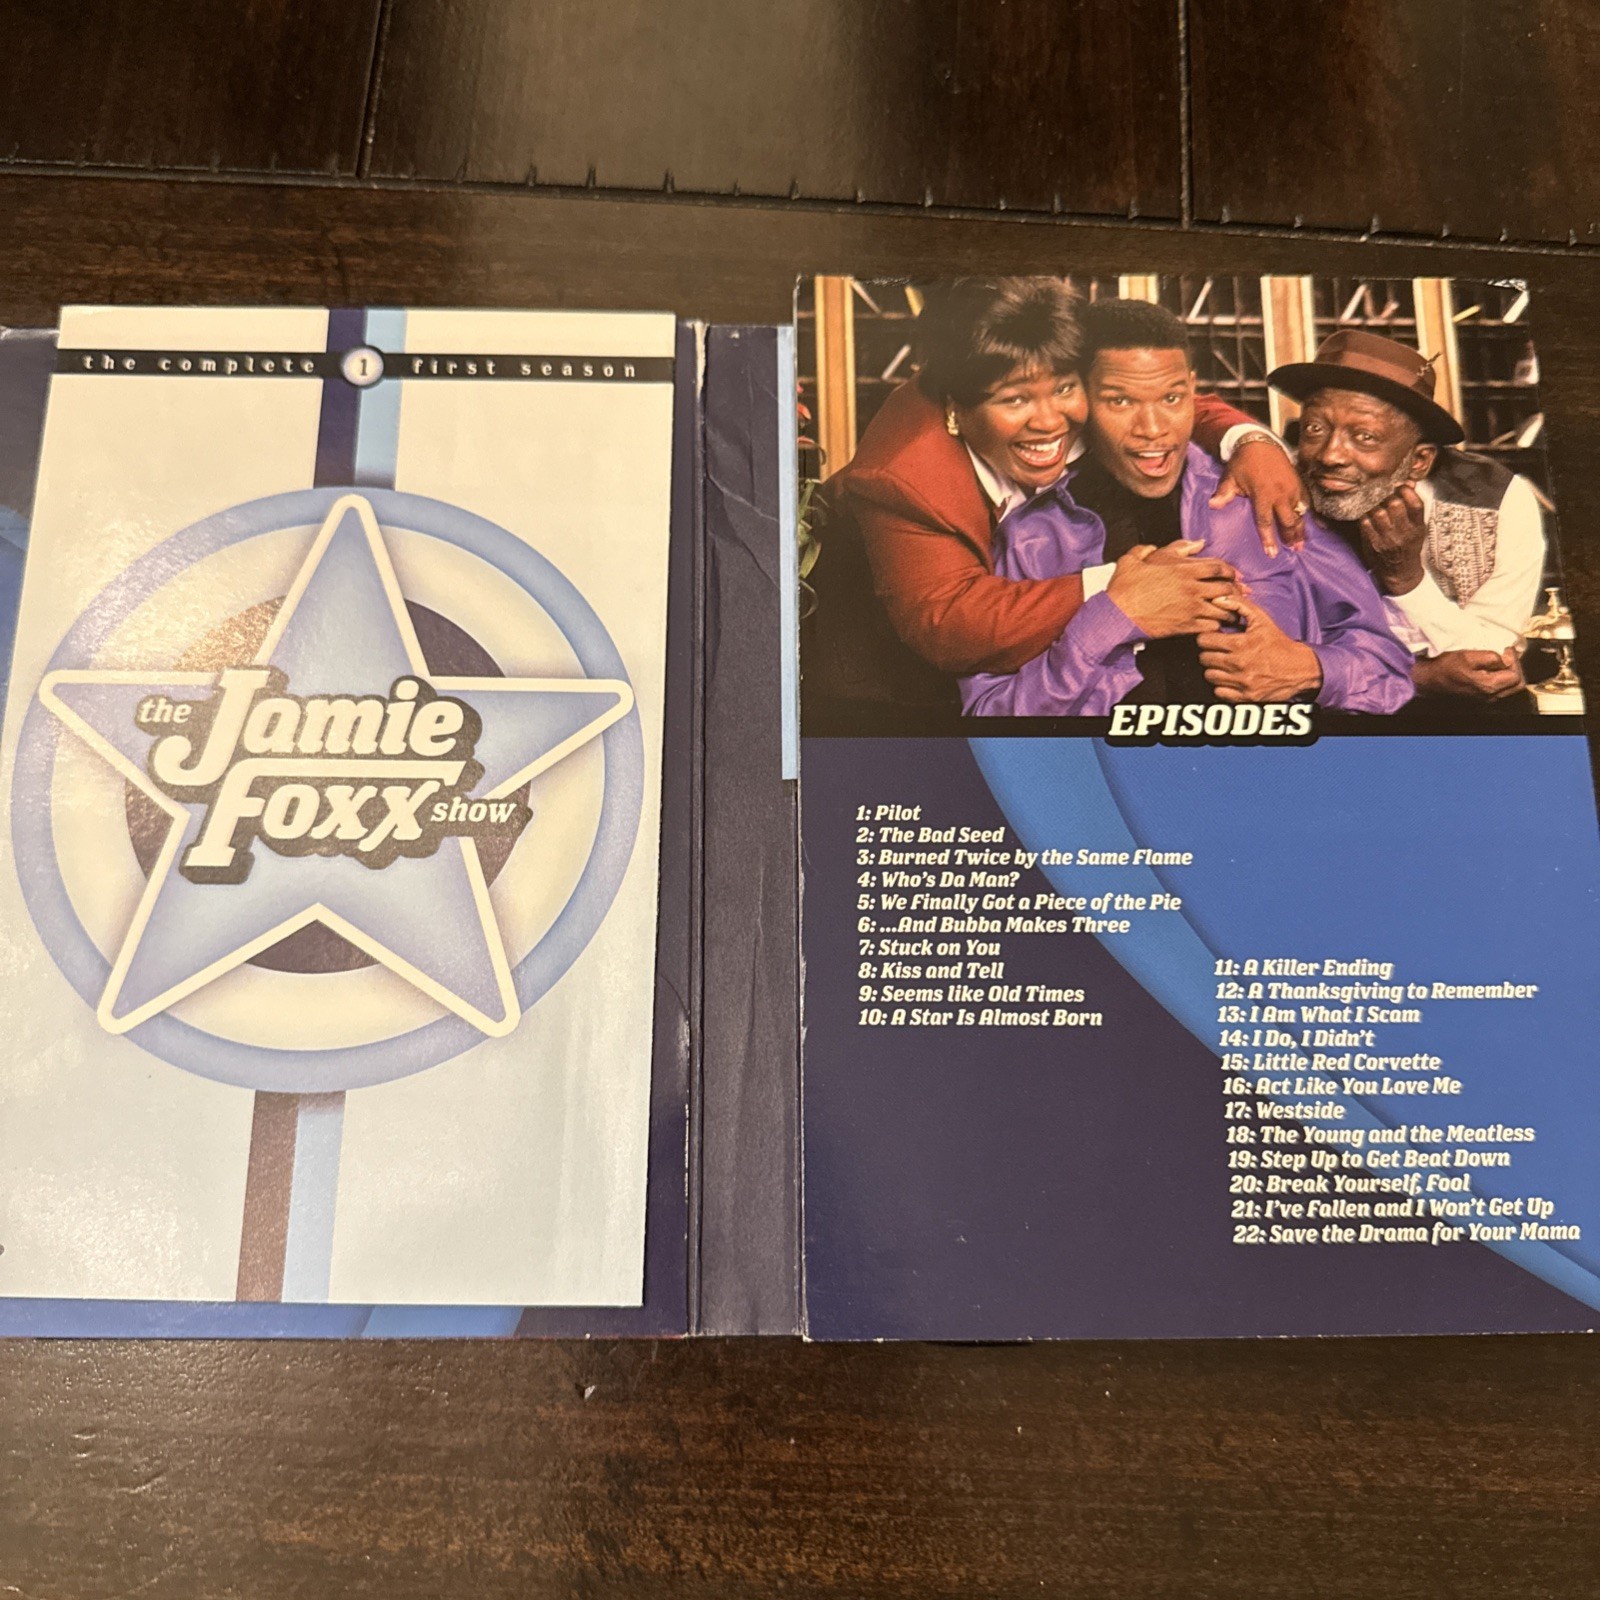 the complete 1 first season
the Jamie
Foxx show
EPISODES
1: Pilot
2: The Bad Seed
3: Burned Twice by the Same Flame
4: Who's Da Man?
5: We Finally Got a Piece of the Pie
6: ...And Bubba Makes Three
7: Stuck on You
8: Kiss and Tell
9: Seems like Old Times
10: A Star Is Almost Born
11: A Killer Ending
12: A Thanksgiving to Remember
13: I Am What I Scam
14: I Do, I Didn't
15: Little Red Corvette
16: Act Like You Love Me
17: Westside
18: The Young and the Meatless
19: Step Up to Get Beat Down
20: Break Yourself, Fool
21: I've Fallen and I Won't Get Up
22: Save the Drama for Your Mama